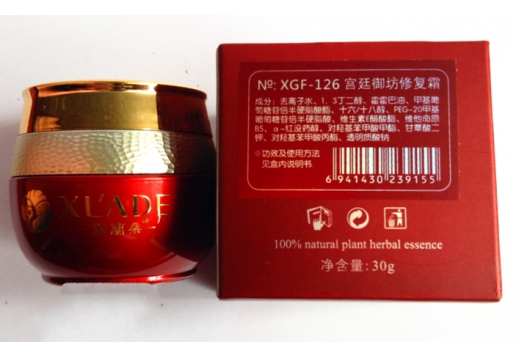 XL'ADE
№: XGF-126 宫廷御坊修复霜
成分：去离子水、1，3丁二醇、霍霍巴油、甲基葡
萄糖苷倍半硬脂酸酯、十六/十八醇、PEG-20甲基
葡萄糖苷倍半硬脂酸、维生素E醋酸酯、维他命原
B5、α-红没药醇、对羟基苯甲酸甲酯、甘草酸二
钾、对羟基苯甲酸丙酯、透明质酸钠
◇功效及使用方法
见盒内说明书
6 941430 239155
100% natural plant herbal essence
净含量：30g